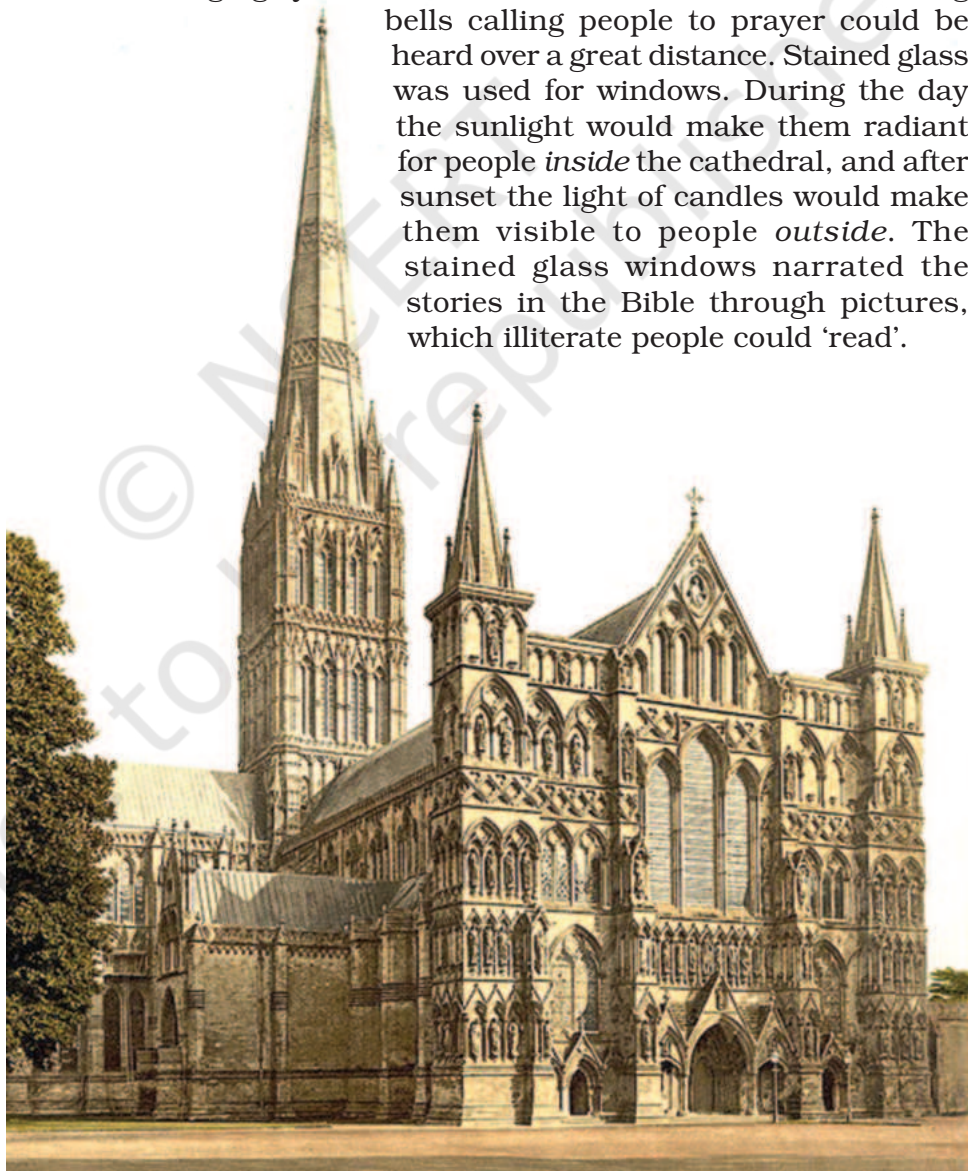 bells calling people to prayer could be
heard over a great distance. Stained glass
was used for windows. During the day
the sunlight would make them radiant
for people inside the cathedral, and after
sunset the light of candles would make
them visible to people outside. The
stained glass windows narrated the
stories in the Bible through pictures,
which illiterate people could ‘read’.
© NCERT
to republishe